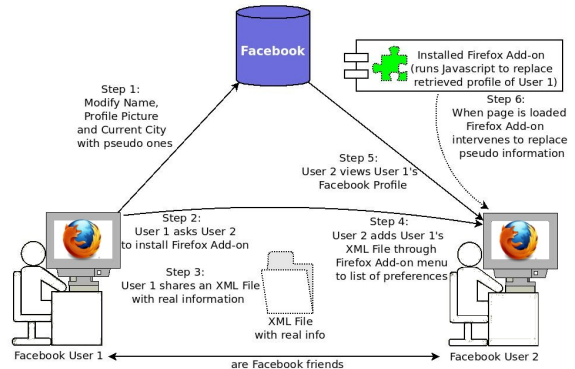 Facebook
Installed Firefox Add-on
(runs Javascript to replace
retrieved profile of User 1)
Step 1:
Modify Name,
Profile Picture
and Current City
with pseudo ones
Step 6:
When page is loaded
Firefox Add-on
intervenes to replace
pseudo information
Step 5:
User 2 views User 1's
Facebook Profile
Step 2:
User 1 asks User 2
to install Firefox Add-on
Step 3:
User 1 shares an XML File
with real information
Step 4:
User 2 adds User 1's
XML File through
Firefox Add-on menu
to list of preferences
XML File
with real info
Facebook User 1
Facebook User 2
are Facebook friends